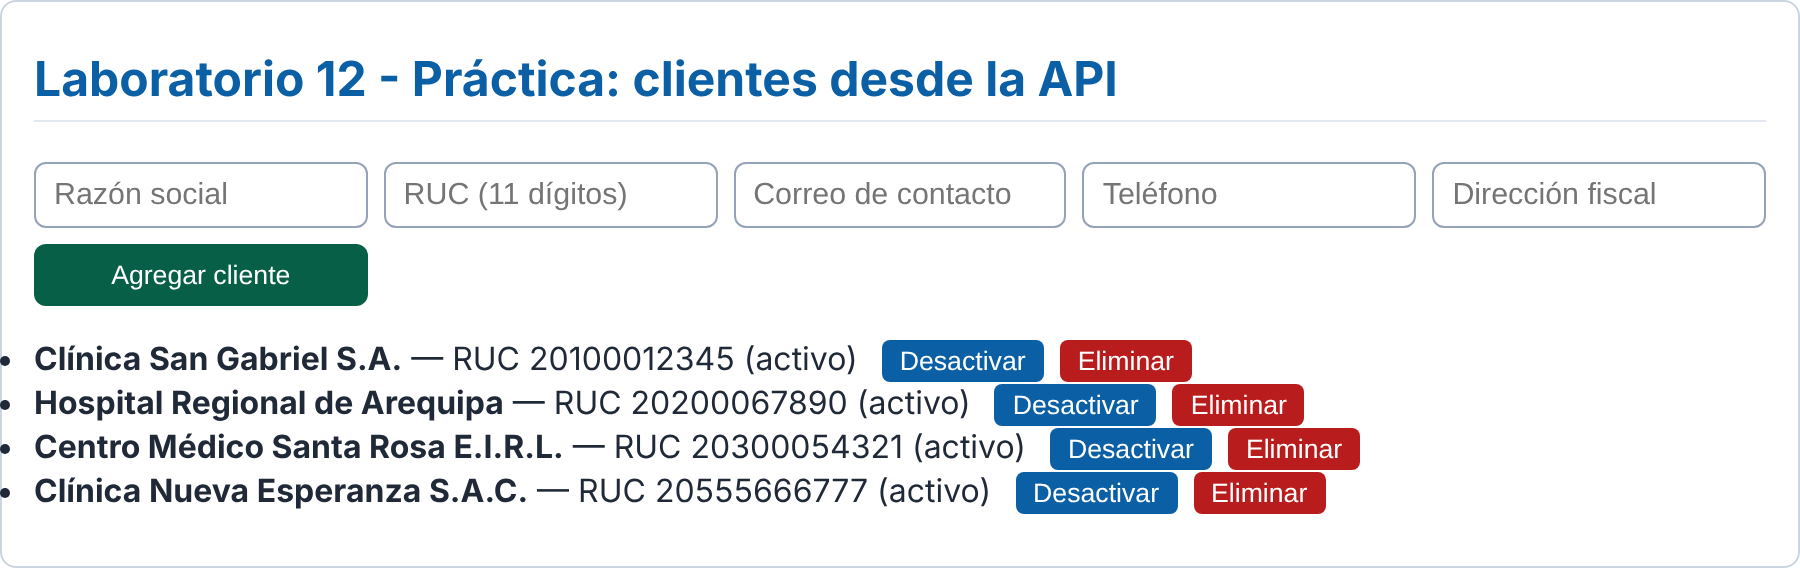 Laboratorio 12 - Práctica: clientes desde la API
Razón social RUC (11 dígitos) Correo de contacto Teléfono Dirección fiscal
Agregar cliente
• Clínica San Gabriel S.A. — RUC 20100012345 (activo) Desactivar Eliminar
• Hospital Regional de Arequipa — RUC 20200067890 (activo) Desactivar Eliminar
• Centro Médico Santa Rosa E.I.R.L. — RUC 20300054321 (activo) Desactivar Eliminar
• Clínica Nueva Esperanza S.A.C. — RUC 20555666777 (activo) Desactivar Eliminar